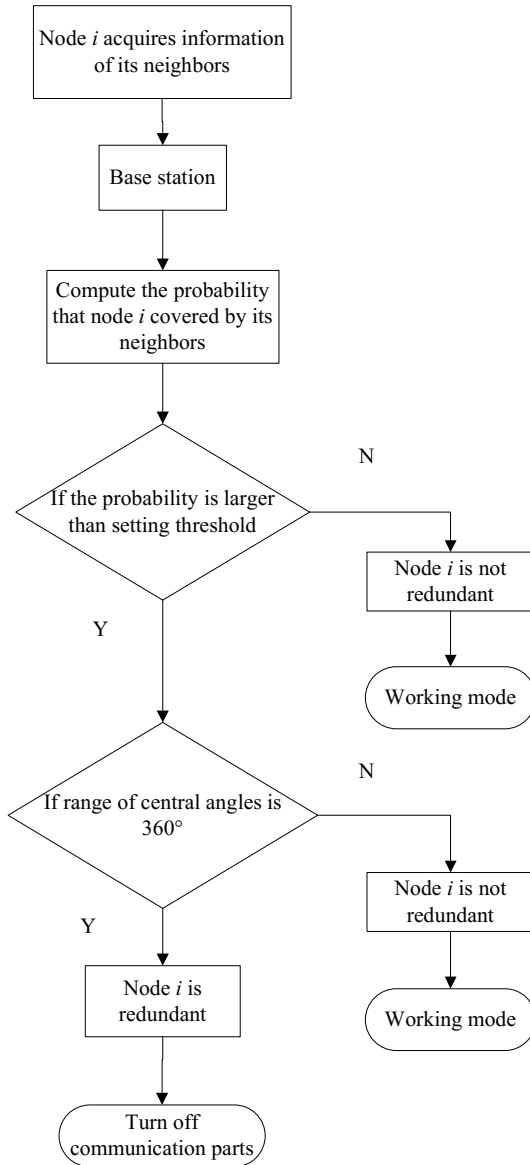 Node i acquires information
of its neighbors
Base station
Compute the probability
that node i covered by its
neighbors
If the probability is larger
than setting threshold
N
Node i is not
redundant
Working mode
Y
If range of central angles is
360°
N
Node i is not
redundant
Working mode
Y
Node i is
redundant
Turn off
communication parts